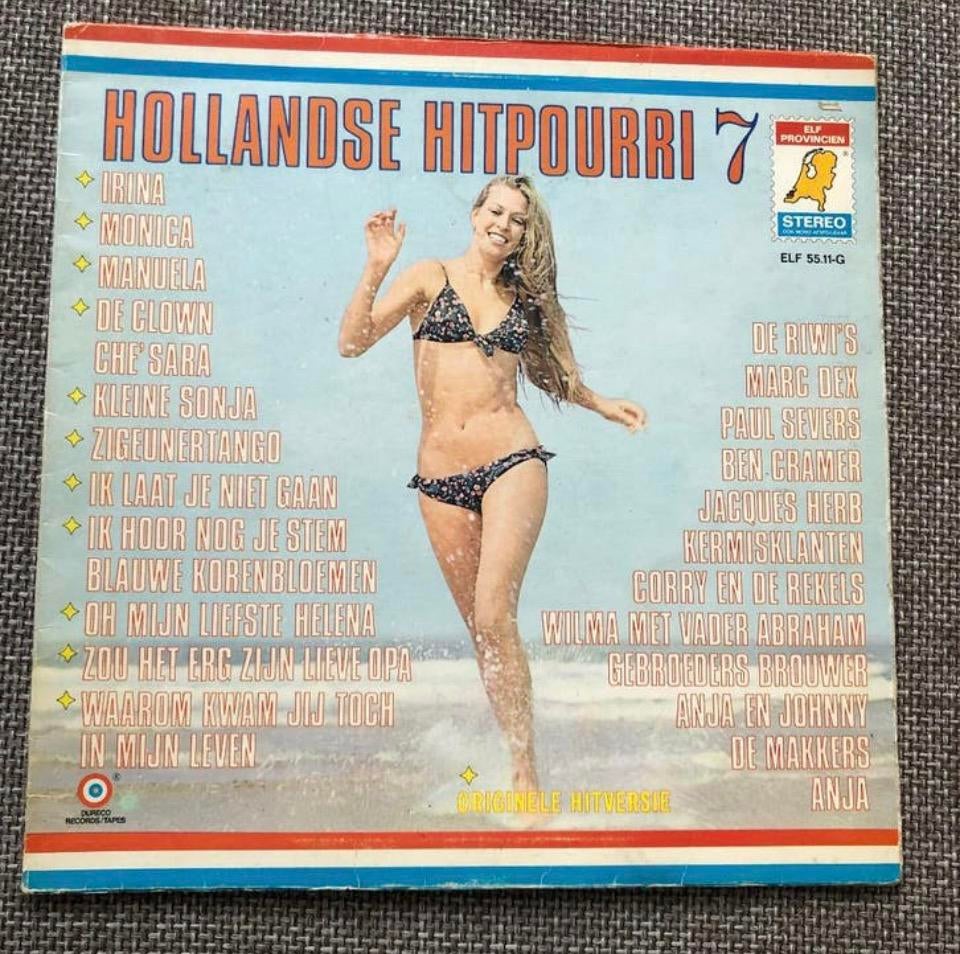 HOLLANDSE HITPOURRI 7
ELF
PROVINCIEN
STEREO
ELF 55.11-G
IRINA
MONICA
MANUELA
DE CLOWN
CHE' SARA
KLEINE SONJA
ZIGEUNERTANGO
IK LAAT JE NIET GAAN
IK HOOR NOG JE STEM
BLAUWE KORENBLOEMEN
OH MIJN LIEFSTE HELENA
ZOU HET ERG ZIJN LIEVE OPA
WAAROM KWAM JIJ TOCH
IN MIJN LEVEN
DE RIWI'S
MARC DEX
PAUL SEVERS
BEN CRAMER
JACQUES HERB
KERMISKLANTEN
CORRY EN DE REKELS
WILMA MET VADER ABRAHAM
GEBROEDERS BROUWER
ANJA EN JOHNNY
DE MAKKERS
ANJA
ORIGINELE HITVERSIE
DURECO
RECORDS/TAPES